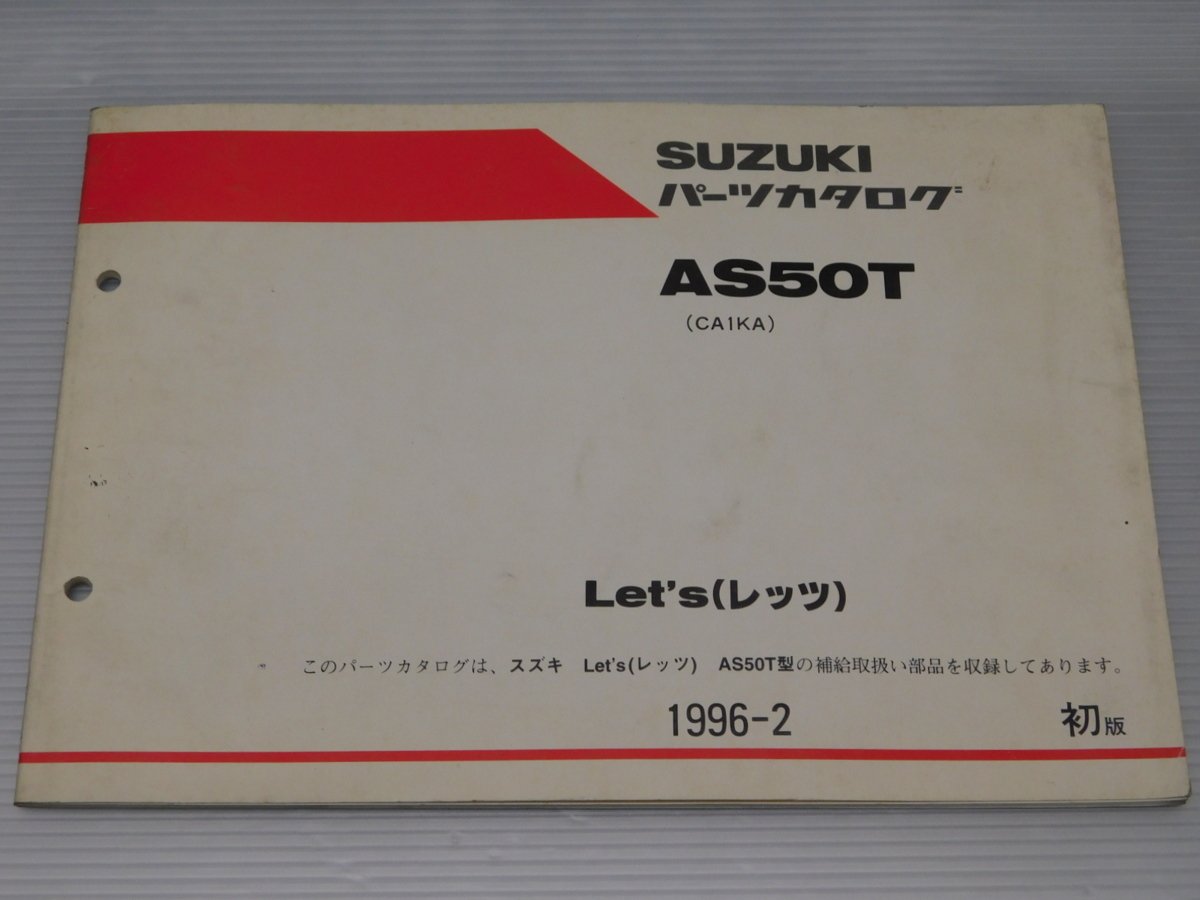 SUZUKI
パーツカタログ
AS50T
(CA1KA)
Let's(レッツ)
このパーツカタログは、スズキ Let's(レッツ) AS50T型の補給取扱い部品を収録してあります。
1996-2 初版